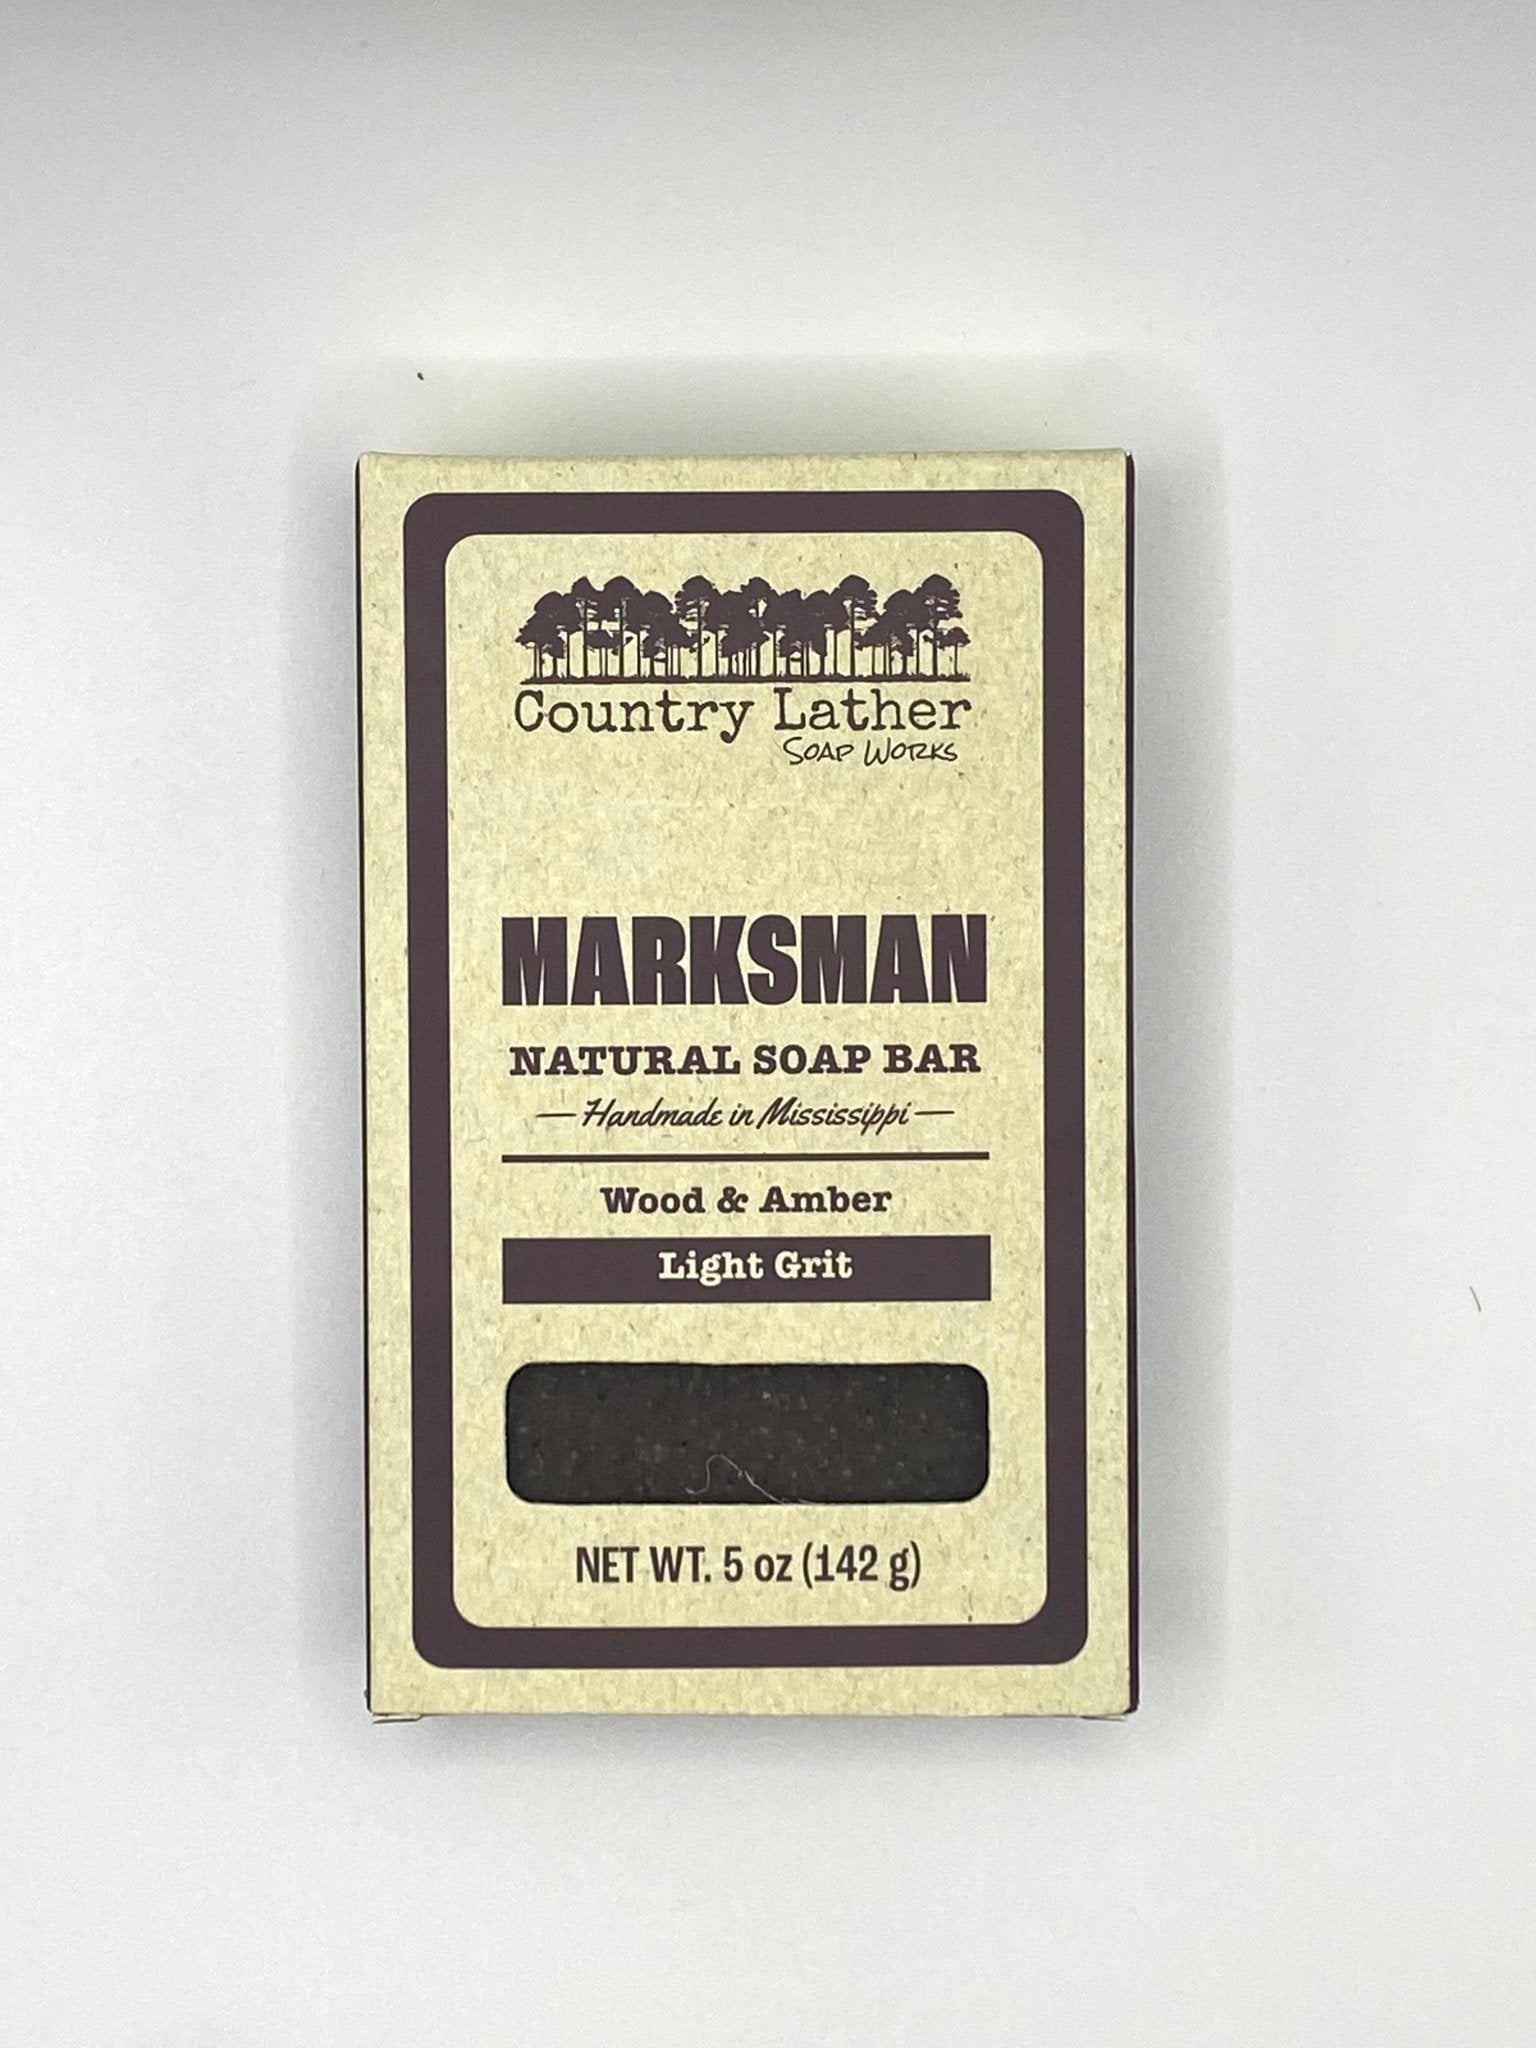 Country Lather
Soap Works
MARKSMAN
NATURAL SOAP BAR
— Handmade in Mississippi —
Wood & Amber
Light Grit
NET WT. 5 oz (142 g)